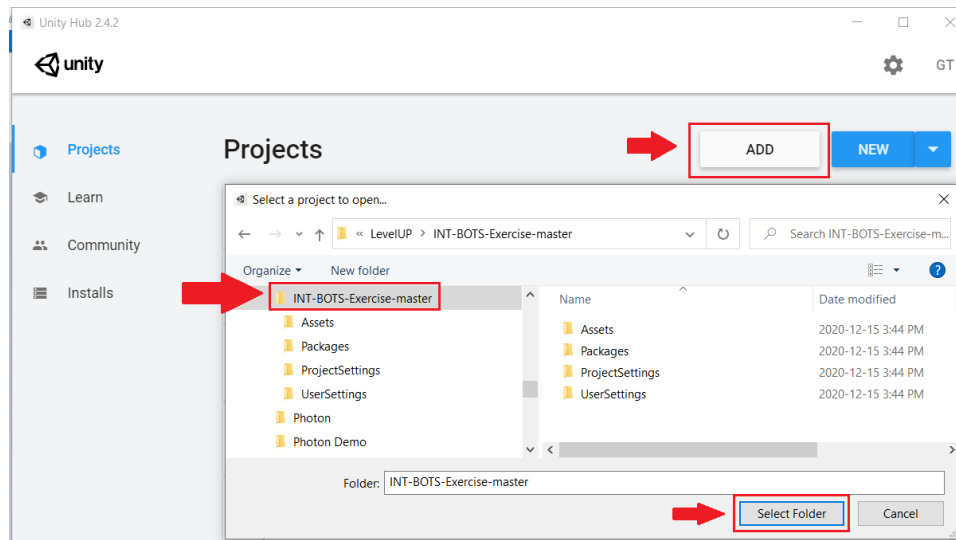 Unity Hub 2.4.2
unity
GT
Projects
Learn
Community
Installs
Projects
ADD
NEW
Select a project to open...
« LevelUP > INT-BOTS-Exercise-master
Search INT-BOTS-Exercise-m...
Organize
New folder
?
INT-BOTS-Exercise-master
Assets
Packages
ProjectSettings
UserSettings
Photon
Photon Demo
Name
Date modified
Assets
2020-12-15 3:44 PM
Packages
2020-12-15 3:44 PM
ProjectSettings
2020-12-15 3:44 PM
UserSettings
2020-12-15 3:44 PM
Folder: INT-BOTS-Exercise-master
Select Folder
Cancel